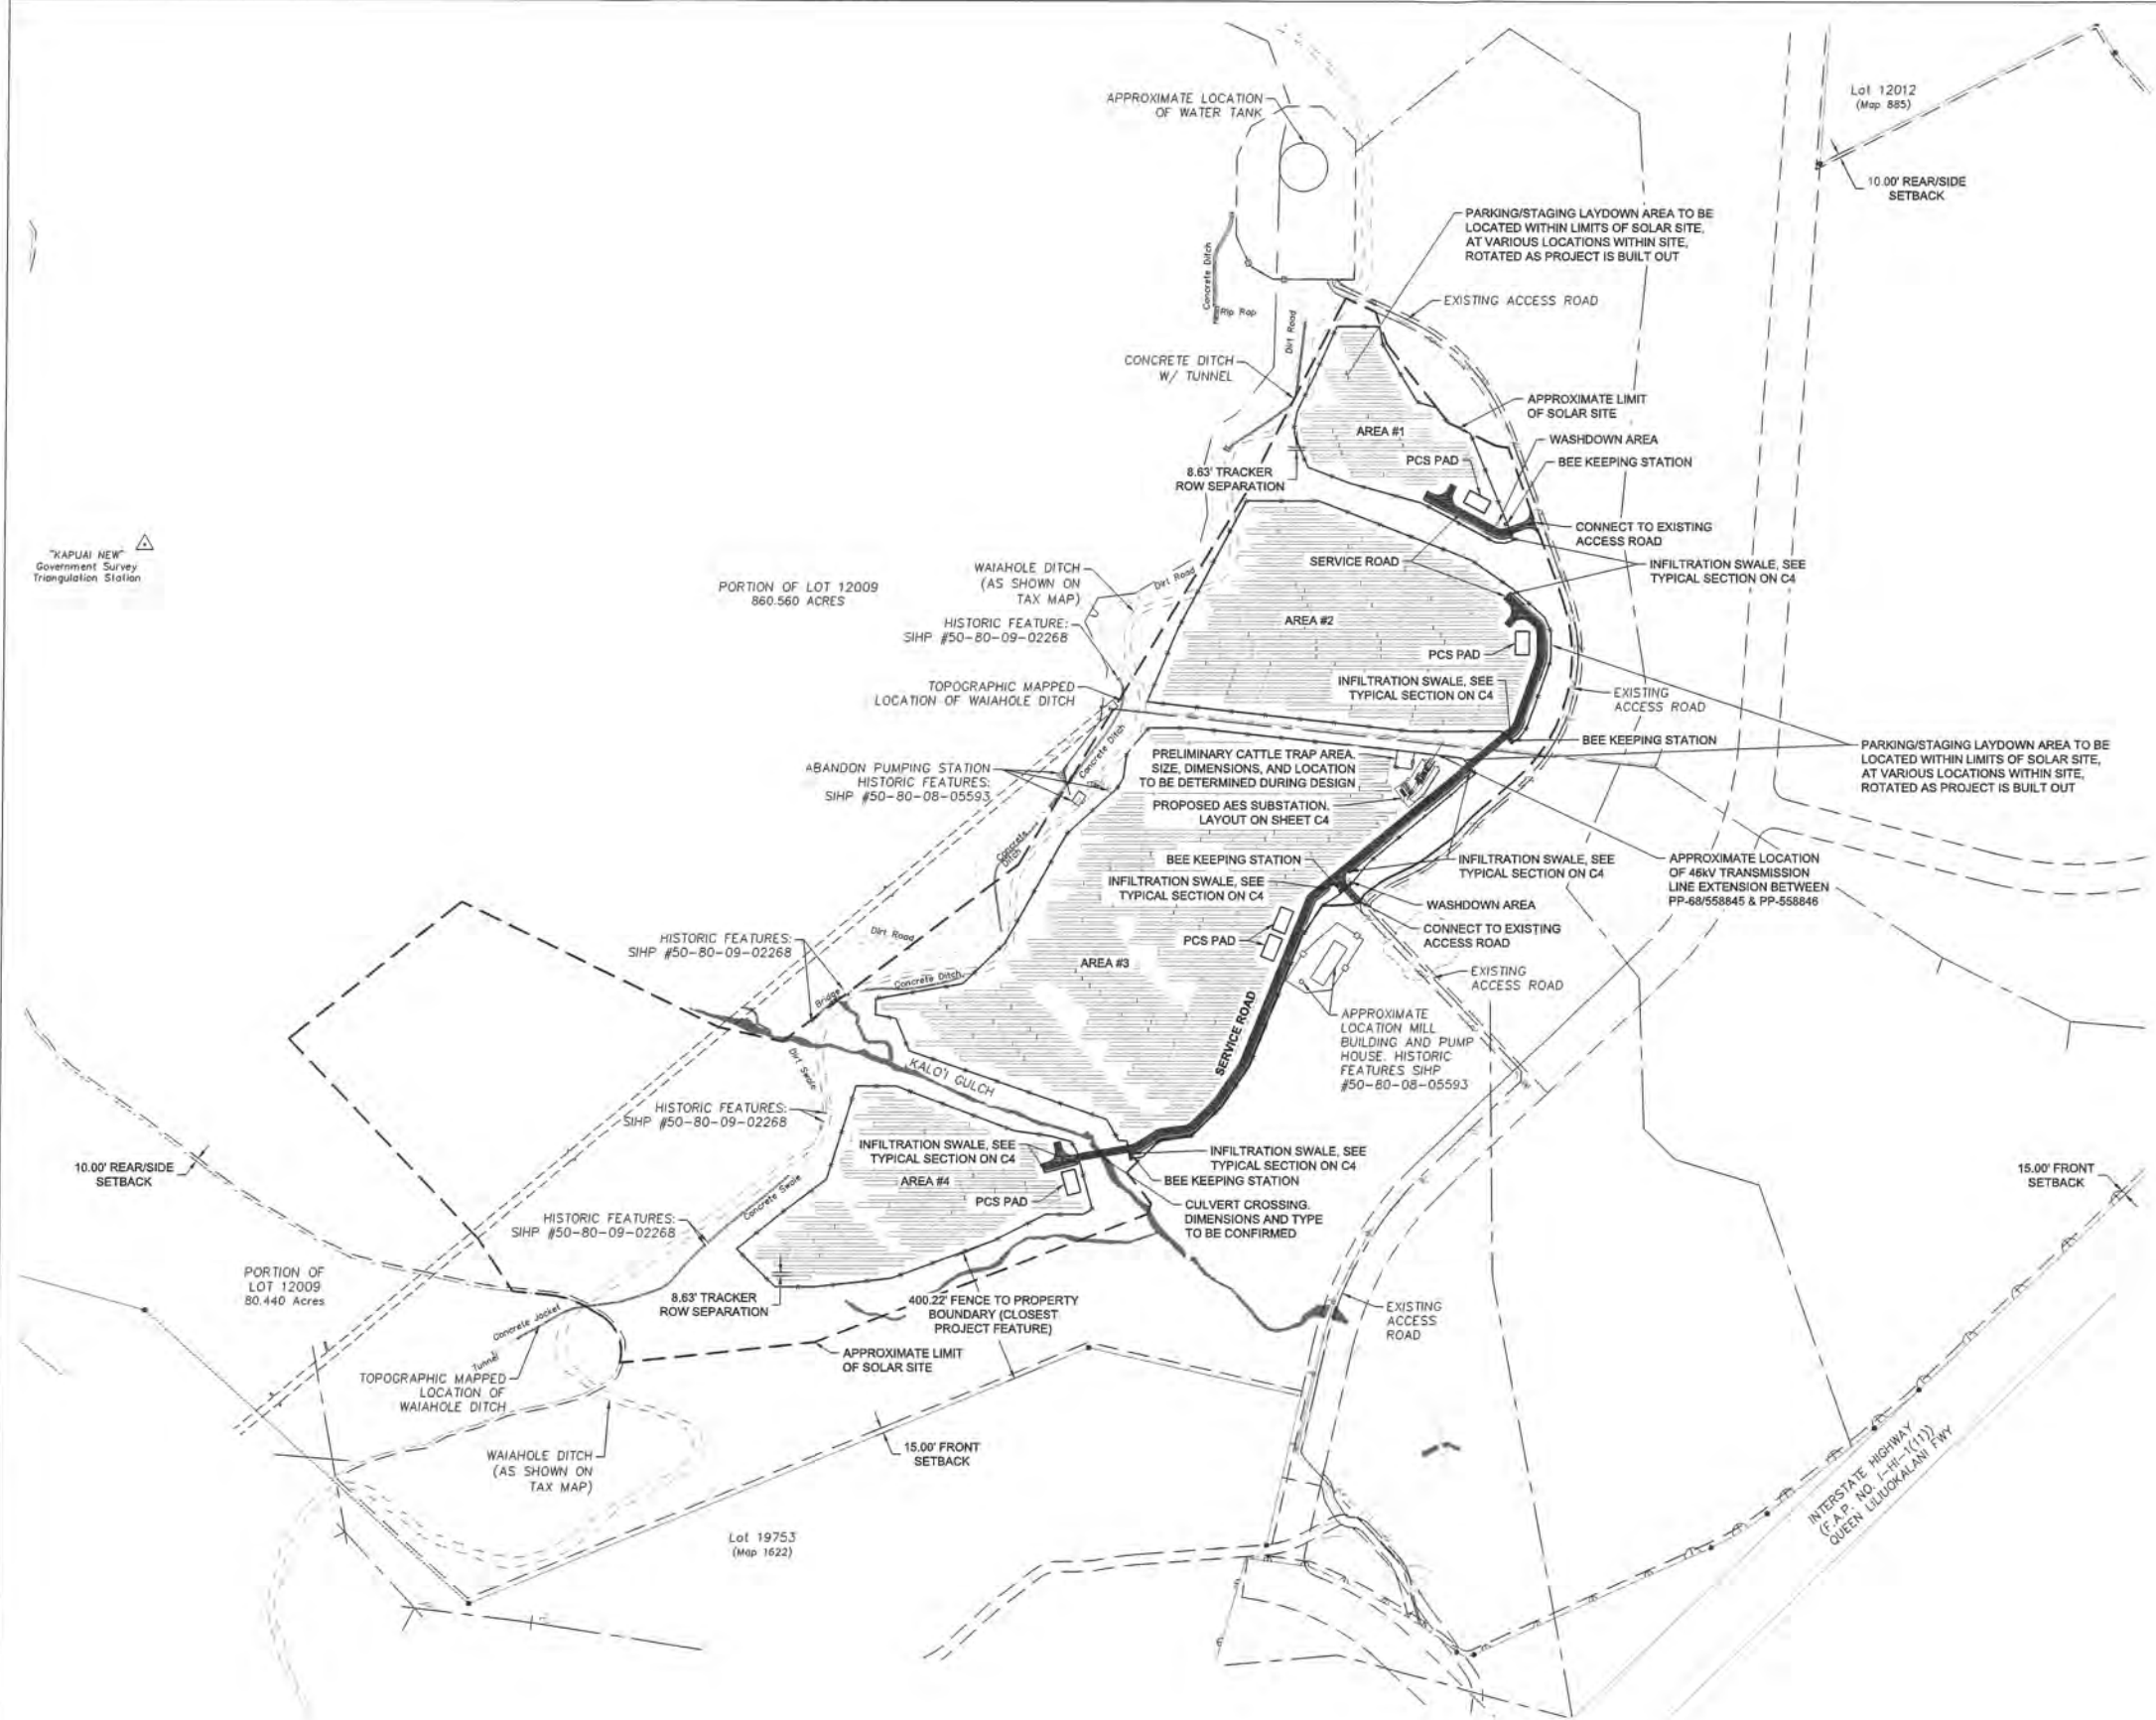 APPROXIMATE LOCATION
OF WATER TANK
Lot 12012
(Map 885)
10.00' REAR/SIDE
SETBACK
PARKING/STAGING LAYDOWN AREA TO BE
LOCATED WITHIN LIMITS OF SOLAR SITE,
AT VARIOUS LOCATIONS WITHIN SITE,
ROTATED AS PROJECT IS BUILT OUT
Concrete Ditch
Rip Rap
EXISTING ACCESS ROAD
Dirt Road
CONCRETE DITCH
W/ TUNNEL
APPROXIMATE LIMIT
OF SOLAR SITE
AREA #1
WASHDOWN AREA
PCS PAD
BEE KEEPING STATION
8.63' TRACKER
ROW SEPARATION
CONNECT TO EXISTING
ACCESS ROAD
SERVICE ROAD
INFILTRATION SWALE, SEE
TYPICAL SECTION ON C4
"KAPUAI NEW"
Government Survey
Triangulation Station
PORTION OF LOT 12009
860.560 ACRES
WAIAHOLE DITCH
(AS SHOWN ON
TAX MAP)
Dirt Road
HISTORIC FEATURE:
SIHP #50-80-09-02268
AREA #2
PCS PAD
TOPOGRAPHIC MAPPED
LOCATION OF WAIAHOLE DITCH
INFILTRATION SWALE, SEE
TYPICAL SECTION ON C4
EXISTING
ACCESS ROAD
BEE KEEPING STATION
Concrete Ditch
PRELIMINARY CATTLE TRAP AREA.
SIZE, DIMENSIONS, AND LOCATION
TO BE DETERMINED DURING DESIGN
PARKING/STAGING LAYDOWN AREA TO BE
LOCATED WITHIN LIMITS OF SOLAR SITE,
AT VARIOUS LOCATIONS WITHIN SITE,
ROTATED AS PROJECT IS BUILT OUT
ABANDON PUMPING STATION
HISTORIC FEATURES:
SIHP #50-80-08-05593
PROPOSED AES SUBSTATION.
LAYOUT ON SHEET C4
Concrete
Ditch
BEE KEEPING STATION
INFILTRATION SWALE, SEE
TYPICAL SECTION ON C4
APPROXIMATE LOCATION
OF 46kV TRANSMISSION
LINE EXTENSION BETWEEN
PP-68/558845 & PP-558846
INFILTRATION SWALE, SEE
TYPICAL SECTION ON C4
WASHDOWN AREA
CONNECT TO EXISTING
ACCESS ROAD
PCS PAD
Dirt Road
HISTORIC FEATURES:
SIHP #50-80-09-02268
AREA #3
Concrete Ditch
EXISTING
ACCESS ROAD
Bridge
SERVICE ROAD
APPROXIMATE
LOCATION MILL
BUILDING AND PUMP
HOUSE. HISTORIC
FEATURES SIHP
#50-80-08-05593
Dirt Swale
KALO'I GULCH
HISTORIC FEATURES:
SIHP #50-80-09-02268
10.00' REAR/SIDE
SETBACK
INFILTRATION SWALE, SEE
TYPICAL SECTION ON C4
AREA #4
PCS PAD
INFILTRATION SWALE, SEE
TYPICAL SECTION ON C4
BEE KEEPING STATION
CULVERT CROSSING.
DIMENSIONS AND TYPE
TO BE CONFIRMED
15.00' FRONT
SETBACK
Concrete Swale
HISTORIC FEATURES:
SIHP #50-80-09-02268
PORTION OF
LOT 12009
80.440 Acres
8.63' TRACKER
ROW SEPARATION
400.22' FENCE TO PROPERTY
BOUNDARY (CLOSEST
PROJECT FEATURE)
EXISTING
ACCESS
ROAD
Concrete Jacket
Tunnel
APPROXIMATE LIMIT
OF SOLAR SITE
TOPOGRAPHIC MAPPED
LOCATION OF
WAIAHOLE DITCH
WAIAHOLE DITCH
(AS SHOWN ON
TAX MAP)
15.00' FRONT
SETBACK
Lot 19753
(Map 1622)
INTERSTATE HIGHWAY
(F.A.P. NO. I-HI-1(11))
QUEEN LILIUOKALANI FWY